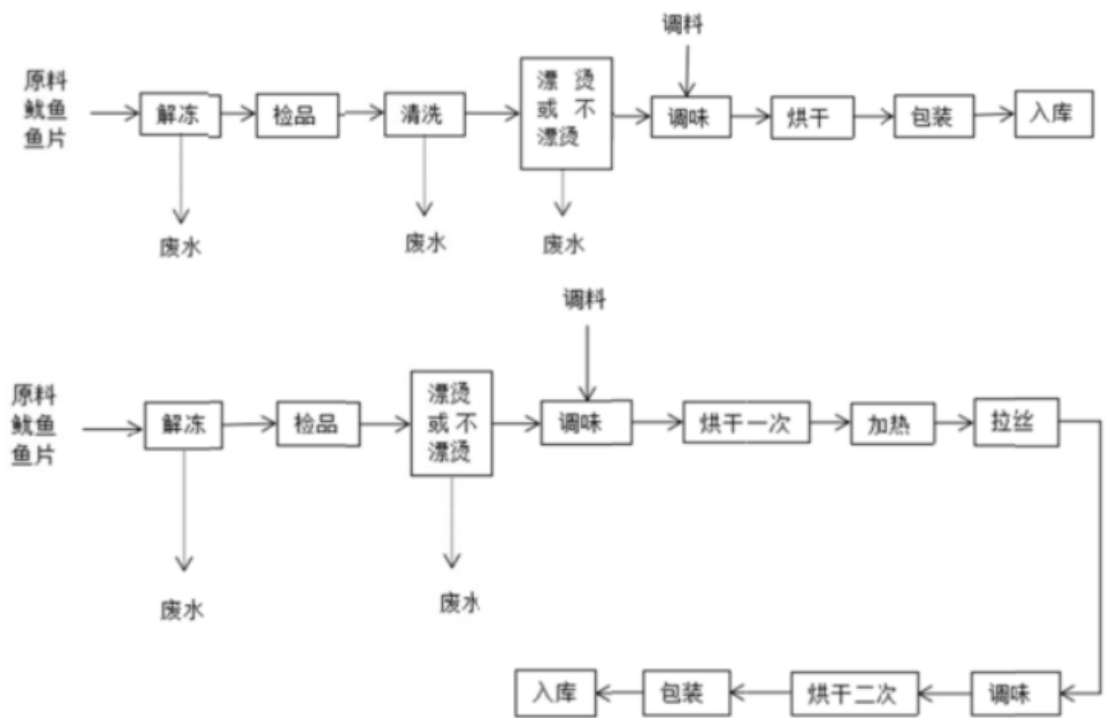 调料
原料
鱿鱼
鱼片
解冻
检品
清洗
漂 烫
或 不
漂烫
调味
烘干
包装
入库
废水
废水
废水
调料
原料
鱿鱼
鱼片
解冻
检品
漂烫
或 不
漂烫
调味
烘干一次
加热
拉丝
废水
废水
入库
包装
烘干二次
调味